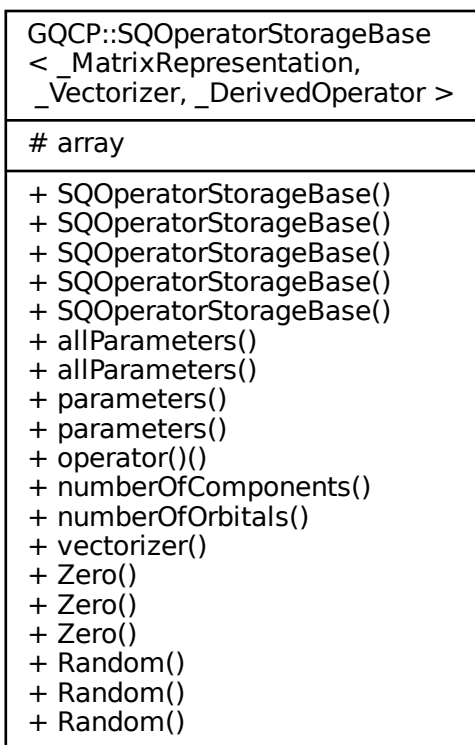 GQCP::SQOperatorStorageBase
< _MatrixRepresentation,
_Vectorizer, _DerivedOperator >
# array
+ SQOperatorStorageBase()
+ SQOperatorStorageBase()
+ SQOperatorStorageBase()
+ SQOperatorStorageBase()
+ SQOperatorStorageBase()
+ allParameters()
+ allParameters()
+ parameters()
+ parameters()
+ operator()()
+ numberOfComponents()
+ numberOfOrbitals()
+ vectorizer()
+ Zero()
+ Zero()
+ Zero()
+ Random()
+ Random()
+ Random()